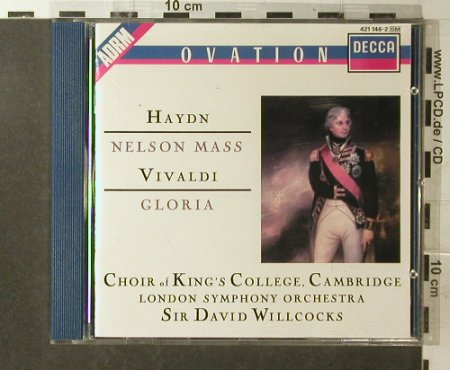 10 cm
421 146-2 DM
ADRM
OVATION
DECCA
HAYDN
NELSON MASS
VIVALDI
GLORIA
CHOIR of KING'S COLLEGE, CAMBRIDGE
LONDON SYMPHONY ORCHESTRA
SIR DAVID WILLCOCKS
www.LPCD.de / CD
10 cm